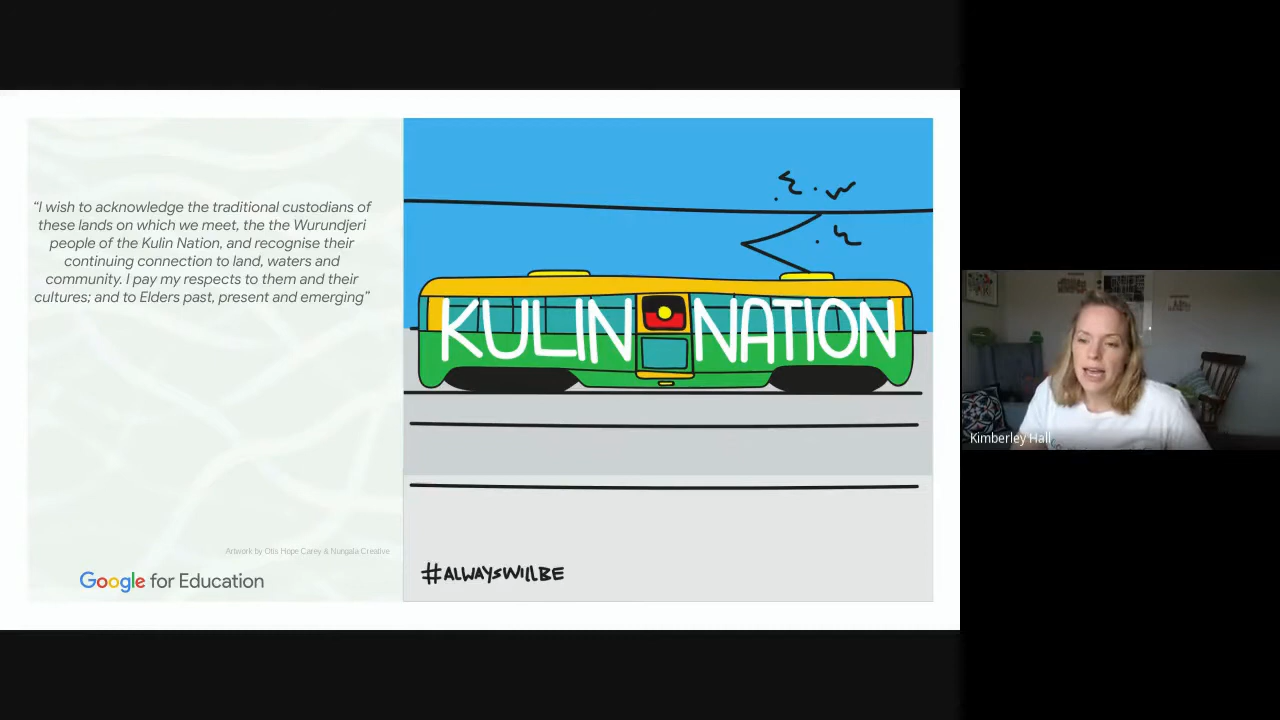 “I wish to acknowledge the traditional custodians of
these lands on which we meet, the the Wurundjeri
people of the Kulin Nation, and recognise their
continuing connection to land, waters and
community. I pay my respects to them and their
cultures; and to Elders past, present and emerging”
Artwork by Otis Hope Carey & Nungala Creative
Google for Education
KULIN NATION
#ALWAYSWILLBE
Kimberley Hall